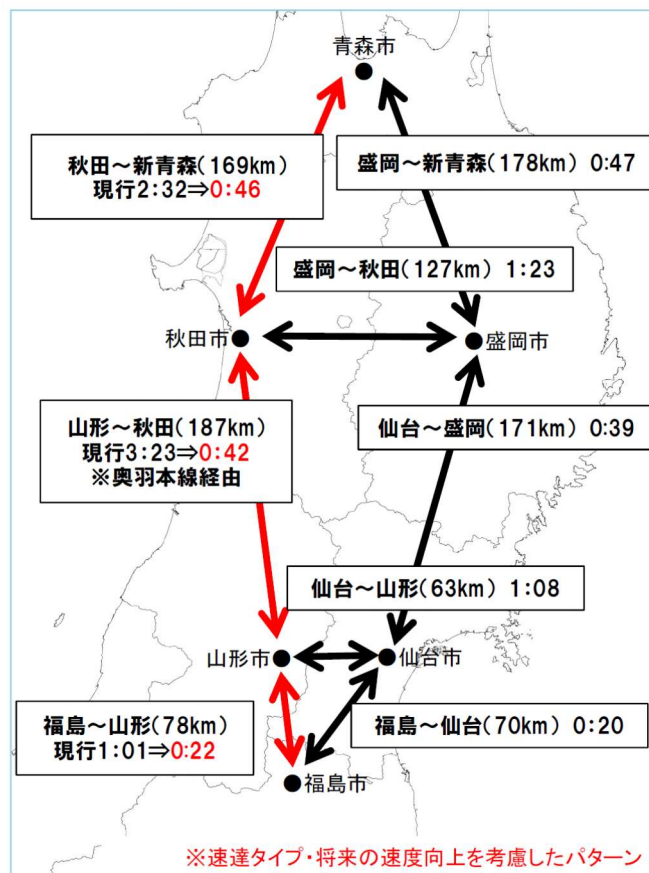 青森市
秋田～新青森(169km)
現行2:32⇒0:46
盛岡～新青森(178km) 0:47
盛岡～秋田(127km) 1:23
秋田市
盛岡市
山形～秋田(187km)
現行3:23⇒0:42
※奥羽本線経由
仙台～盛岡(171km) 0:39
仙台～山形(63km) 1:08
山形市
仙台市
福島～山形(78km)
現行1:01⇒0:22
福島～仙台(70km) 0:20
福島市
※速達タイプ・将来の速度向上を考慮したパターン